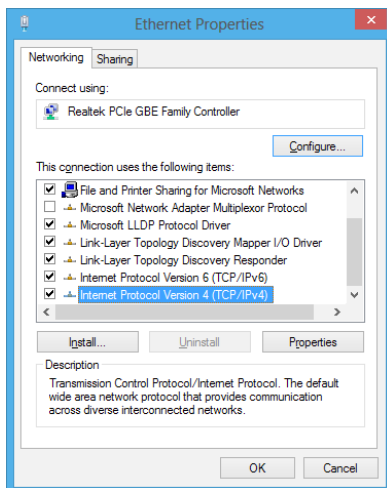 Ethernet Properties
Networking
Sharing
Connect using:
Realtek PCIe GBE Family Controller
Configure...
This connection uses the following items:
File and Printer Sharing for Microsoft Networks
Microsoft Network Adapter Multiplexor Protocol
Microsoft LLDP Protocol Driver
Link-Layer Topology Discovery Mapper I/O Driver
Link-Layer Topology Discovery Responder
Internet Protocol Version 6 (TCP/IPv6)
Internet Protocol Version 4 (TCP/IPv4)
Install...
Uninstall
Properties
Description
Transmission Control Protocol/Internet Protocol. The default
wide area network protocol that provides communication
across diverse interconnected networks.
OK
Cancel